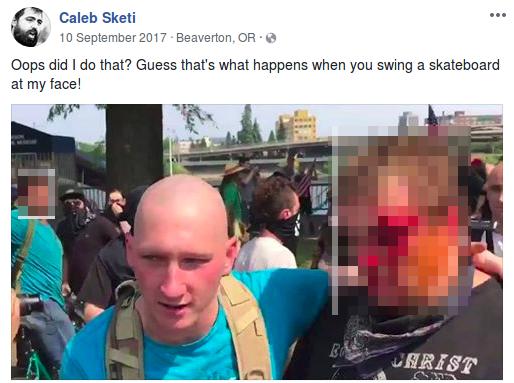 Caleb Sketi
10 September 2017 · Beaverton, OR ·
Oops did I do that? Guess that's what happens when you swing a skateboard
at my face!
CHRIST